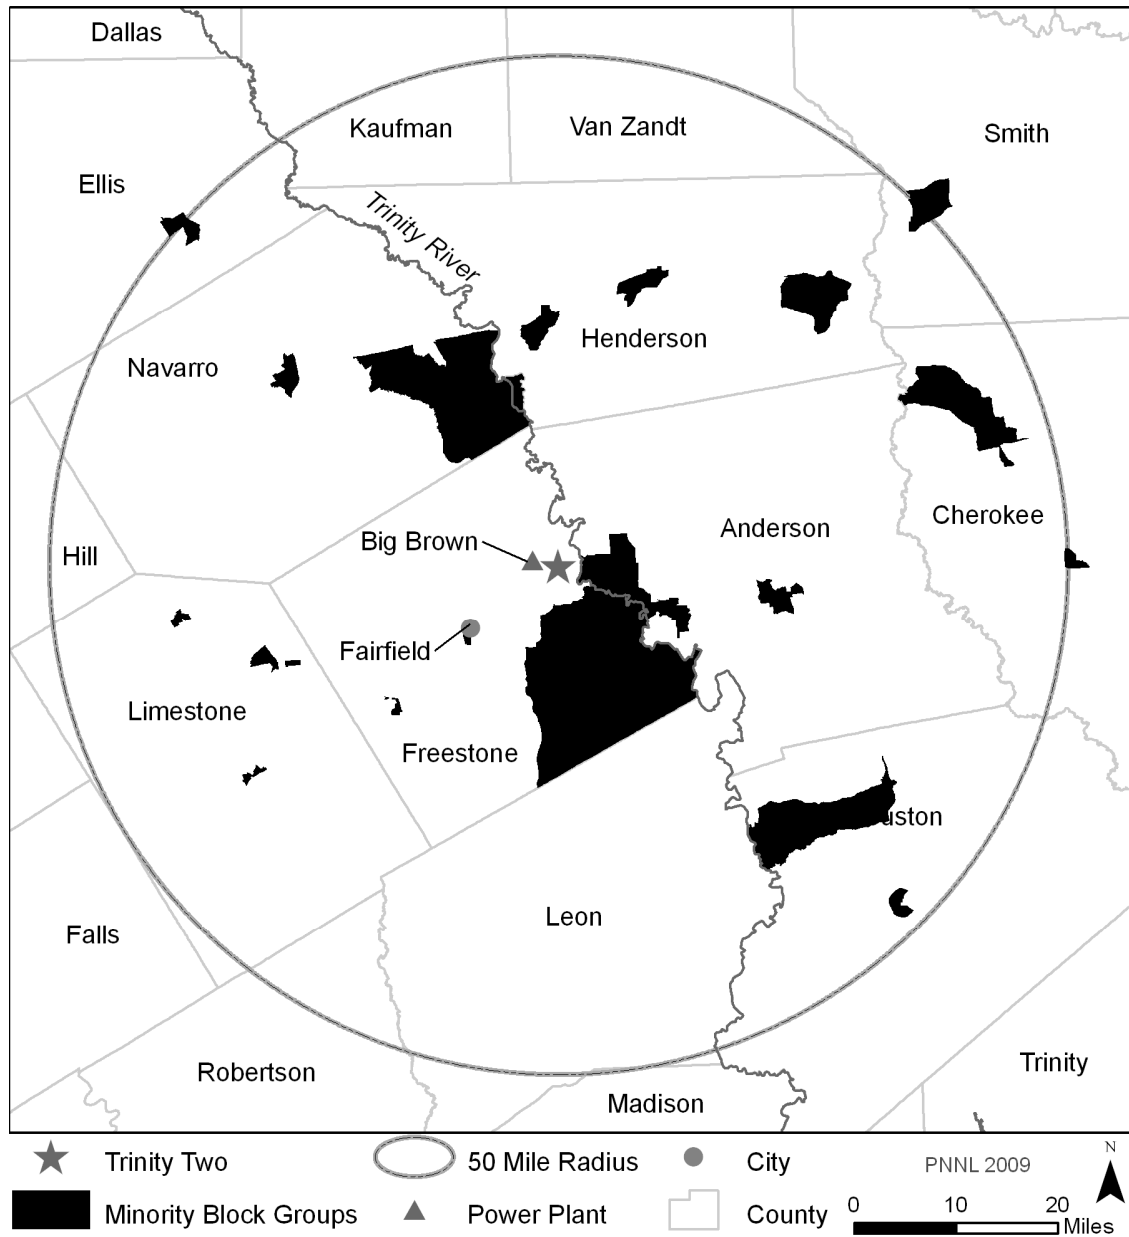 Dallas
Kaufman
Van Zandt
Smith
Ellis
Trinity River
Henderson
Navarro
Cherokee
Anderson
Big Brown
Hill
Fairfield
Limestone
Freestone
uston
Leon
Falls
Robertson
Trinity
Madison
N
Trinity Two
50 Mile Radius
City
PNNL 2009
Minority Block Groups
Power Plant
County
0 10 20
Miles